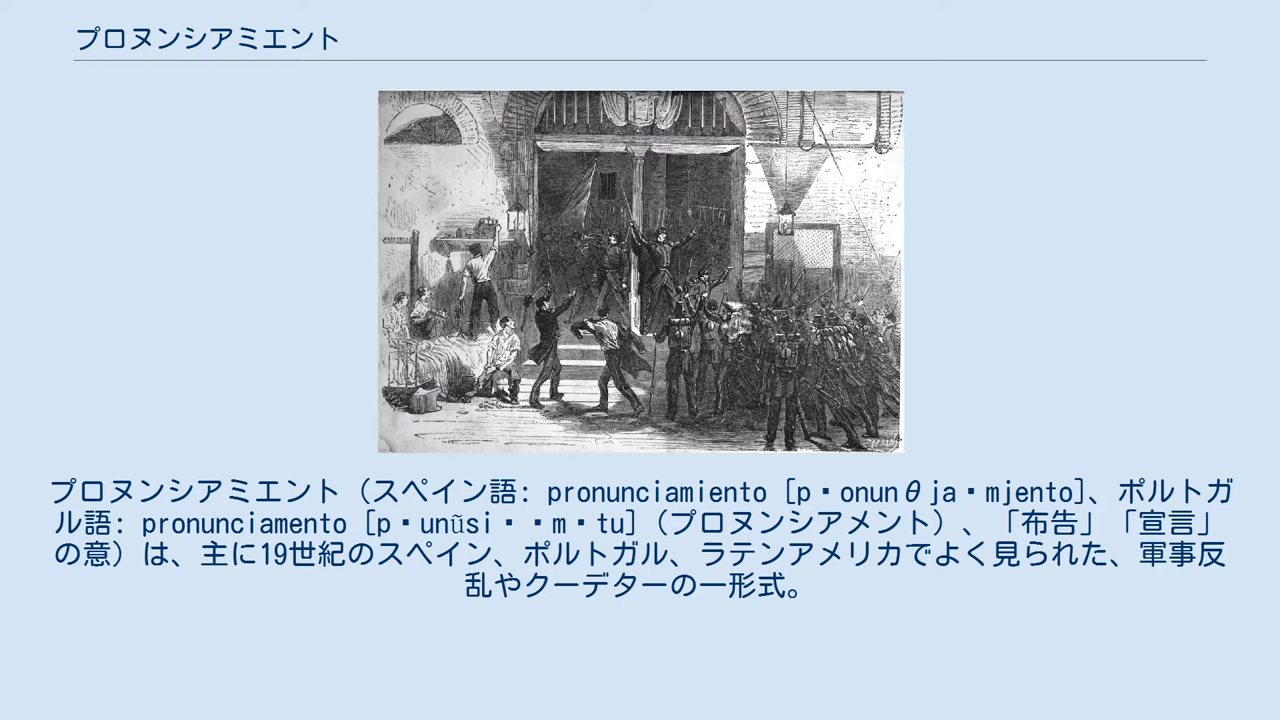 プロヌンシアミエント
プロヌンシアミエント（スペイン語: pronunciamiento [p・onunθja・mjento]、ポルトガ
ル語: pronunciamento [p・unũsi・・m・tu]（プロヌンシアメント）、「布告」「宣言」
の意）は、主に19世紀のスペイン、ポルトガル、ラテンアメリカでよく見られた、軍事反
乱やクーデターの一形式。